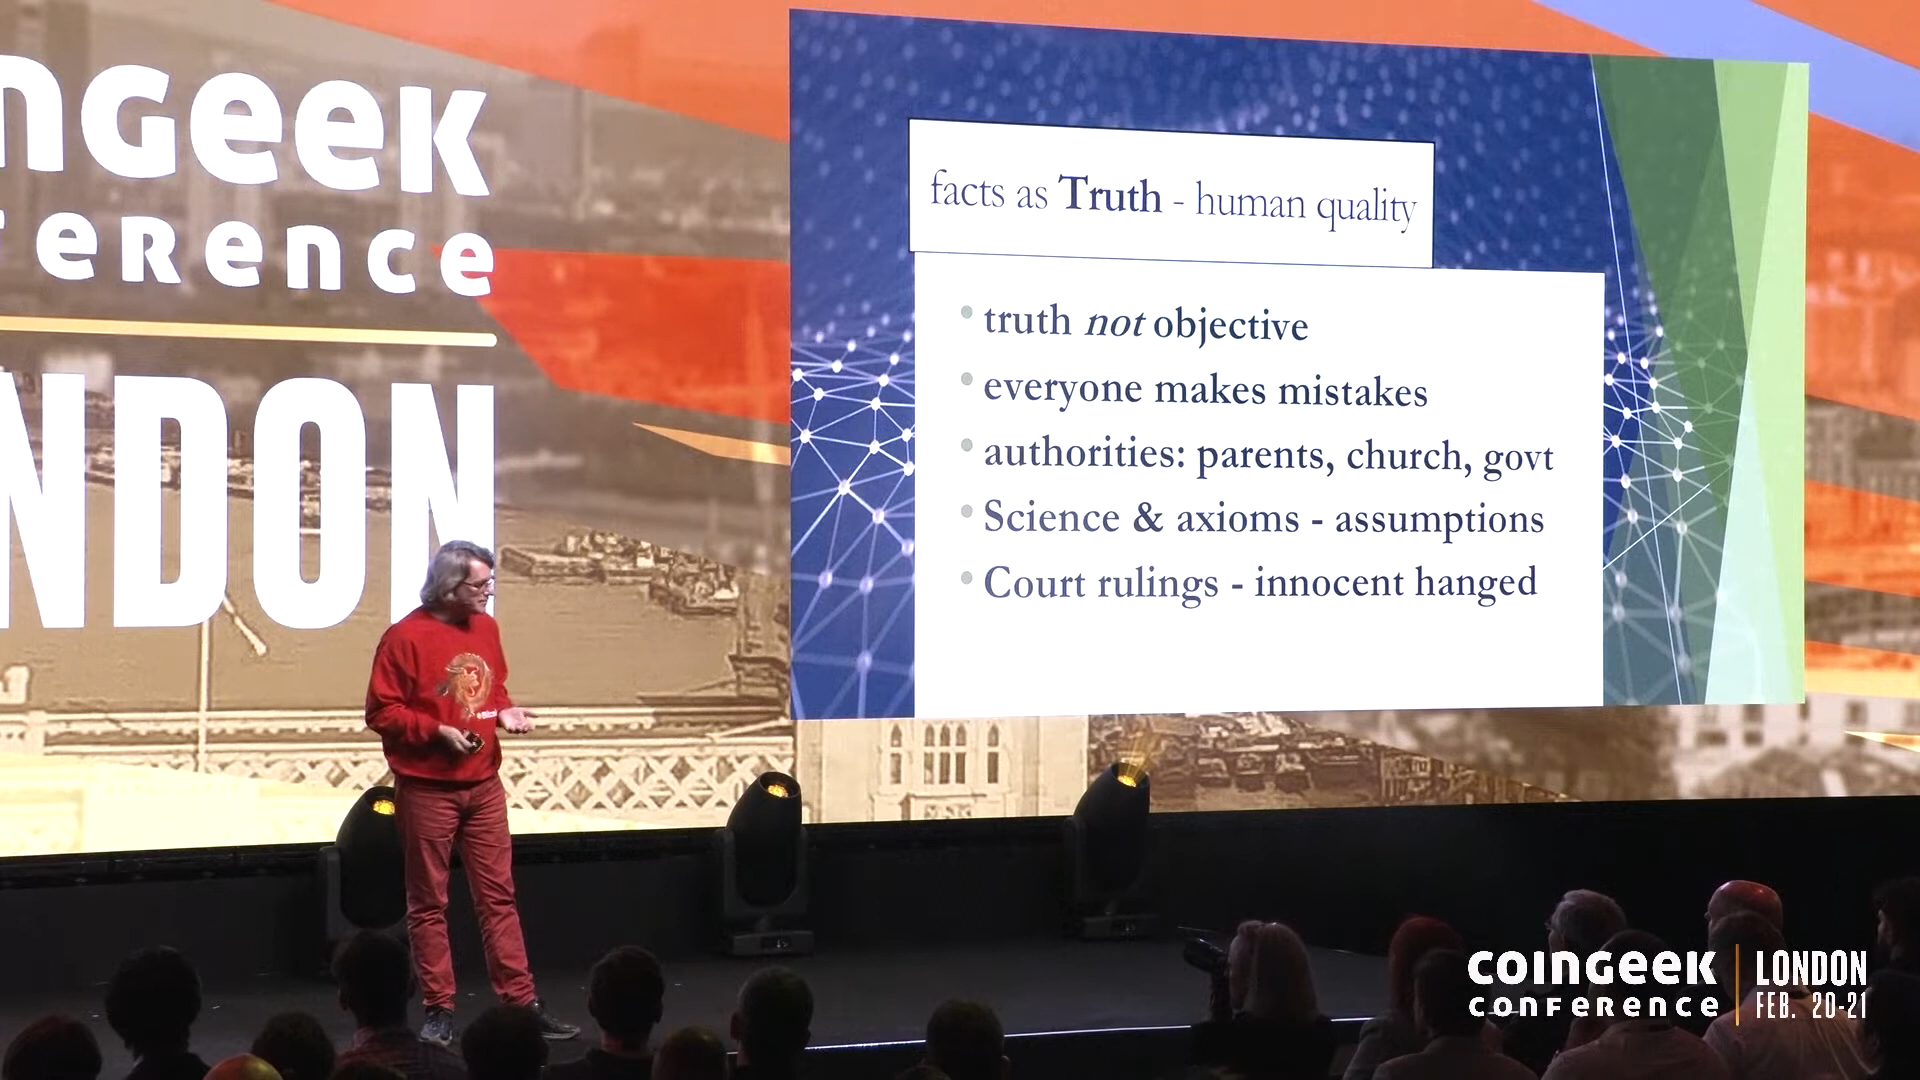 nGeek
ference
NDON
facts as Truth - human quality
truth not objective
everyone makes mistakes
authorities: parents, church, govt
Science & axioms - assumptions
Court rulings - innocent hanged
COINGEEK
CONFERENCE
LONDON
FEB. 20-21